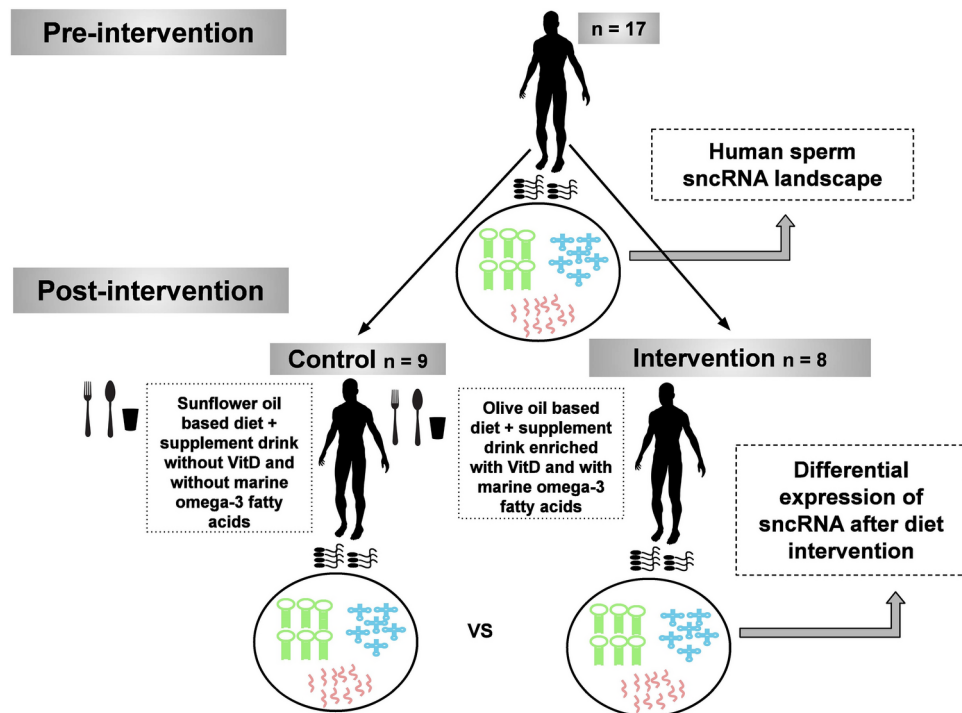 Pre-intervention
n = 17
Human sperm
sncRNA landscape
Post-intervention
Control n = 9
Intervention n = 8
Sunflower oil
based diet +
supplement drink
without VitD and
without marine
omega-3 fatty
acids
Olive oil based
diet + supplement
drink enriched
with VitD and with
marine omega-3
fatty acids
Differential
expression of
sncRNA after diet
intervention
VS